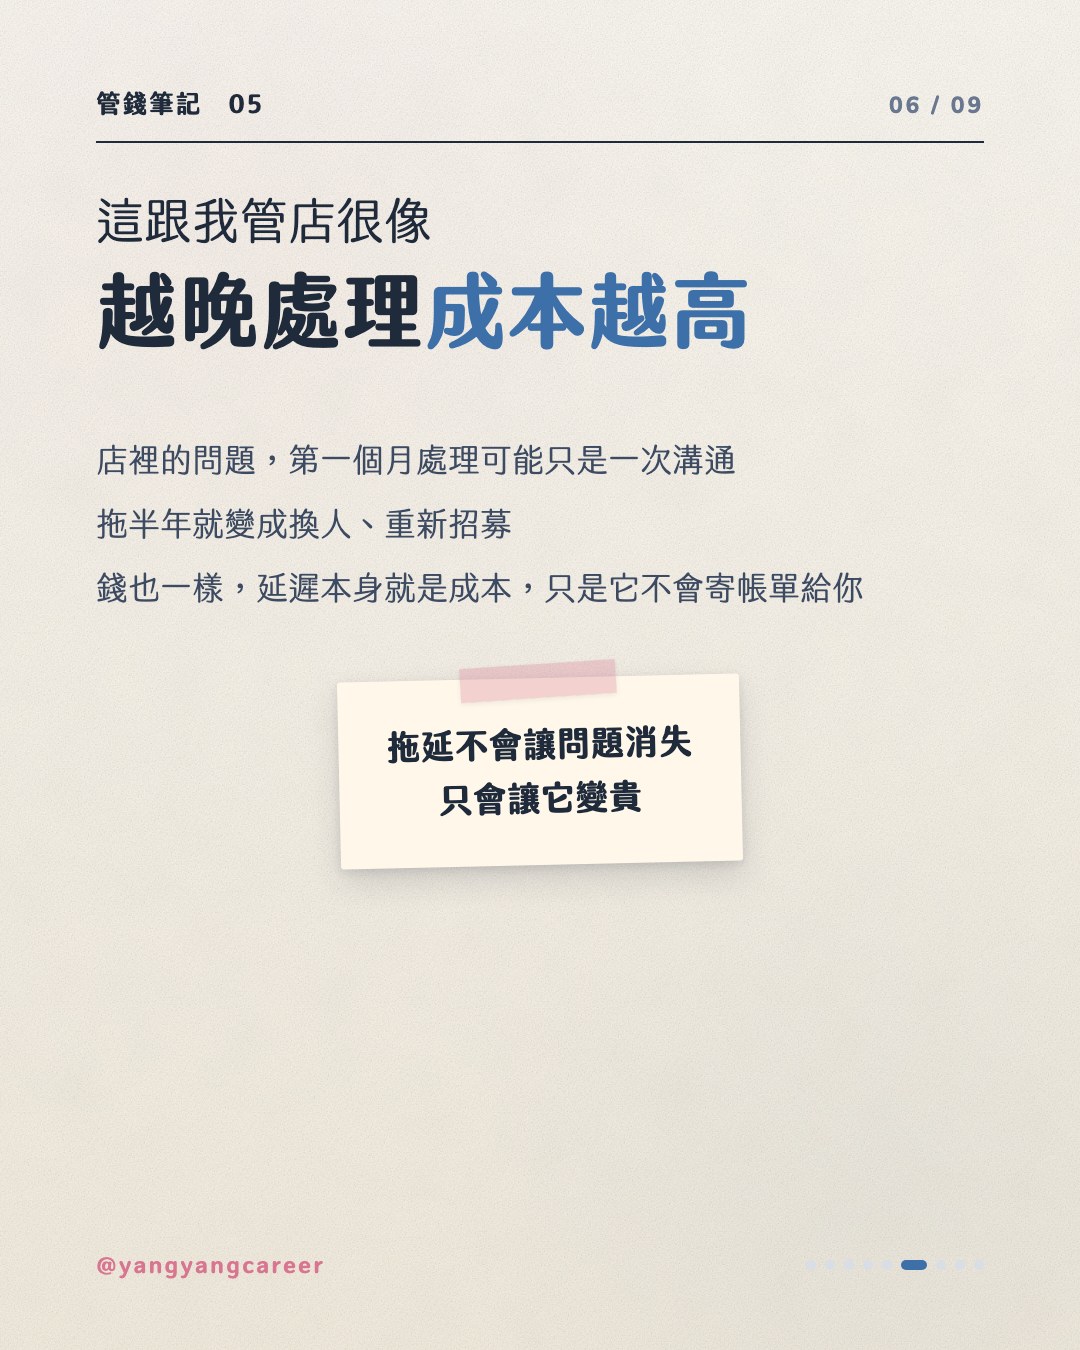 管錢筆記 05
06 / 09
這跟我管店很像
越晚處理成本越高
店裡的問題，第一個月處理可能只是一次溝通
拖半年就變成換人、重新招募
錢也一樣，延遲本身就是成本，只是它不會寄帳單給你
拖延不會讓問題消失
只會讓它變貴
@yangyangcareer